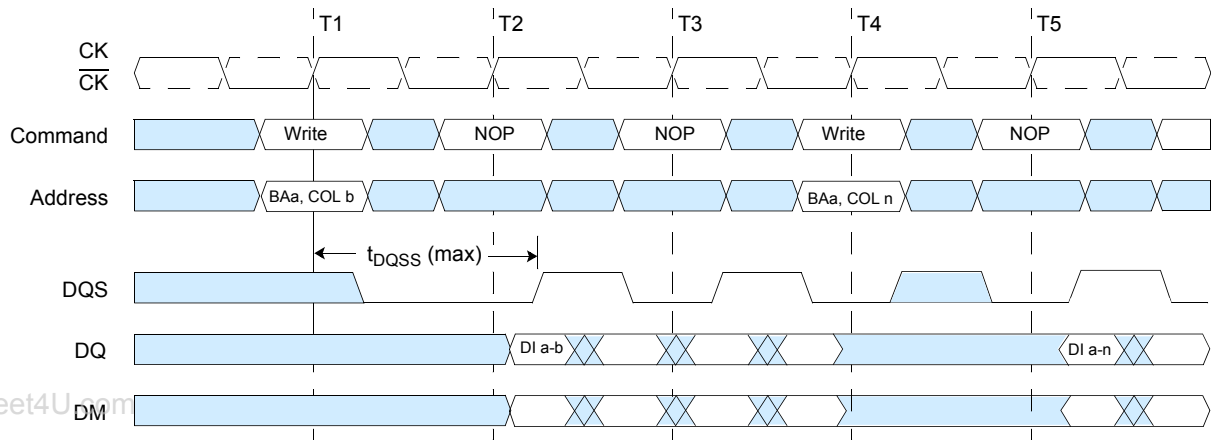 T1 T2 T3 T4 T5
CK
CK
Command Write NOP NOP Write NOP
Address BAa, COL b BAa, COL n
tDQSS (max)
DQS
DQ DI a-b DI a-n
eet4U.com
DM